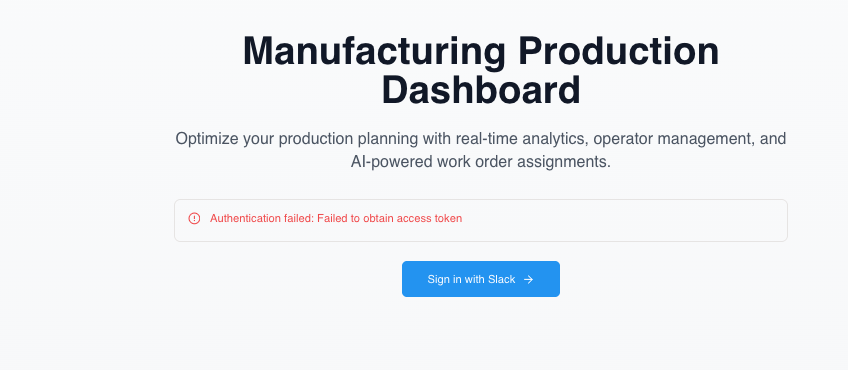 Manufacturing Production
Dashboard
Optimize your production planning with real-time analytics, operator management, and
AI-powered work order assignments.
Authentication failed: Failed to obtain access token
Sign in with Slack →